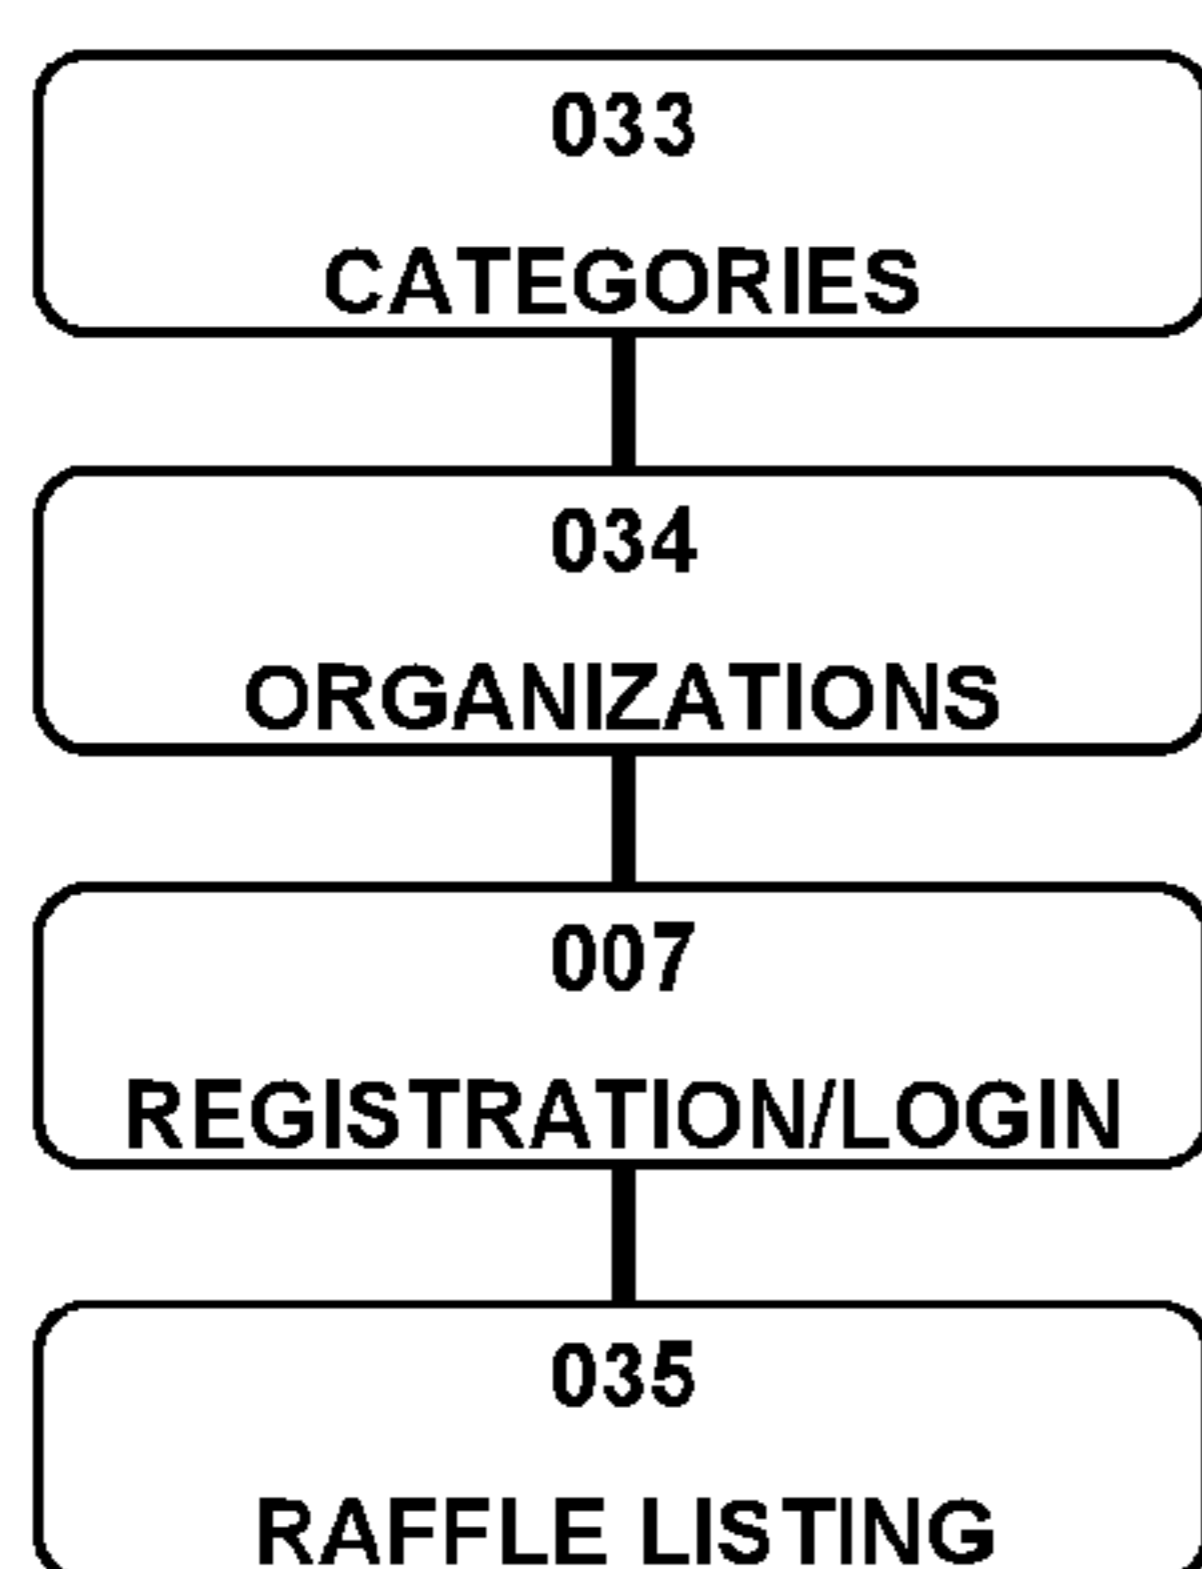 033
CATEGORIES
034
ORGANIZATIONS
007
REGISTRATION/LOGIN
035
RAFFLE LISTING